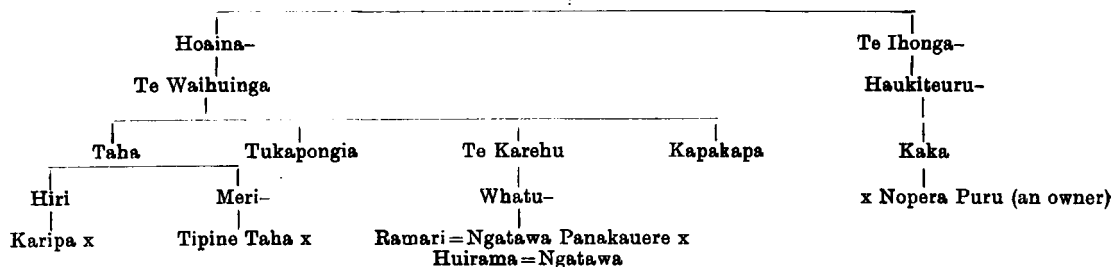 Hoaina– Te Ihonga–
Te Waihuinga Haukiteuru–
Taha Tukapongia Te Karehu Kapakapa Kaka
Hiri Meri– Whatu– x Nopera Puru (an owner)
Karipa x Tipine Taha x Ramari=Ngatawa Panakauere x
Huirama=Ngatawa